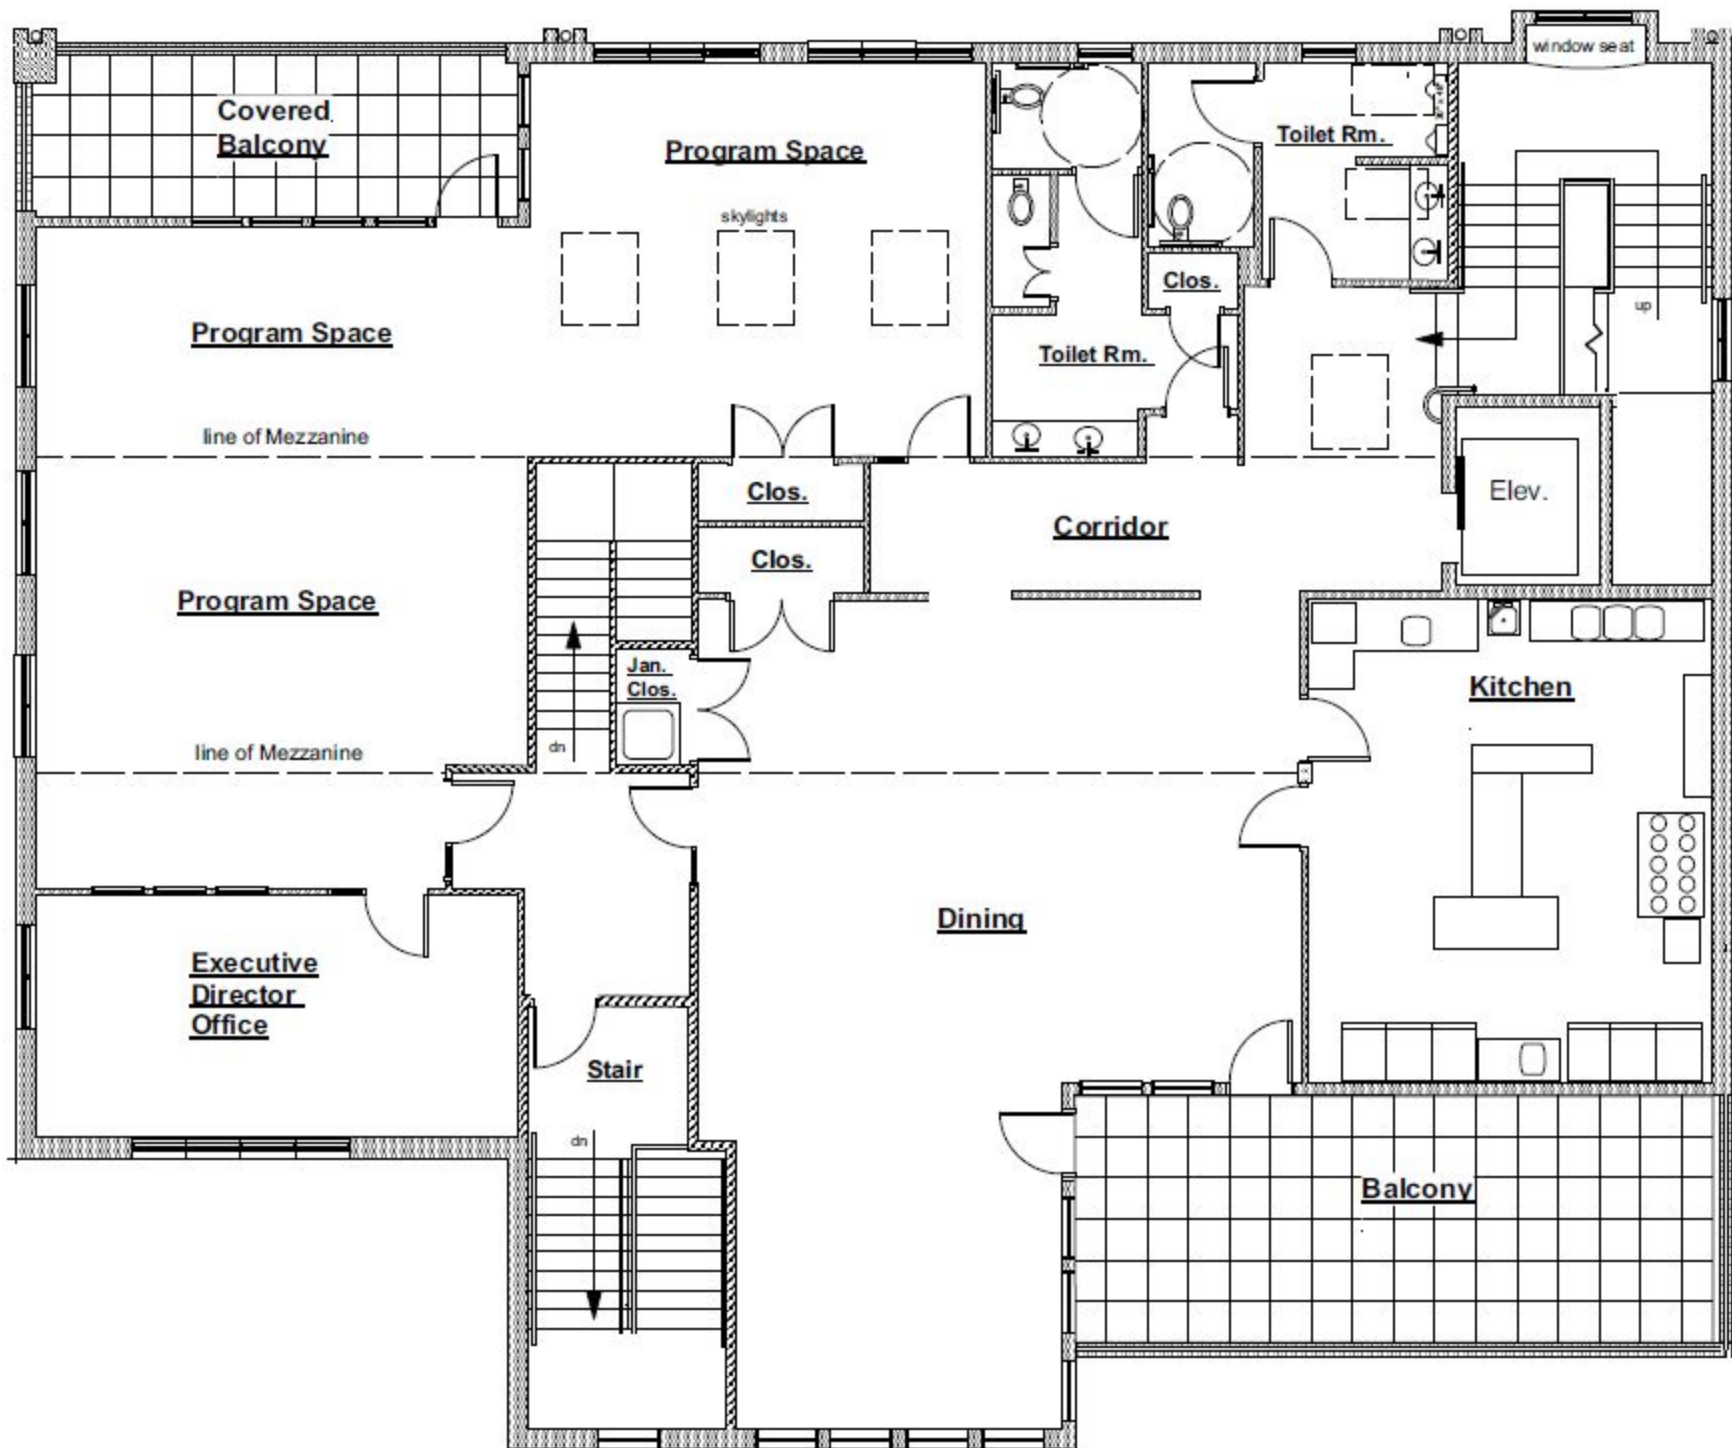 window seat
Covered
Balcony
Program Space
Toilet Rm.
skylights
Clos.
up
Program Space
Toilet Rm.
line of Mezzanine
Clos.
Elev.
Corridor
Clos.
Program Space
Jan.
Clos.
Kitchen
dn
line of Mezzanine
Dining
Executive
Director
Office
Stair
dn
Balcony